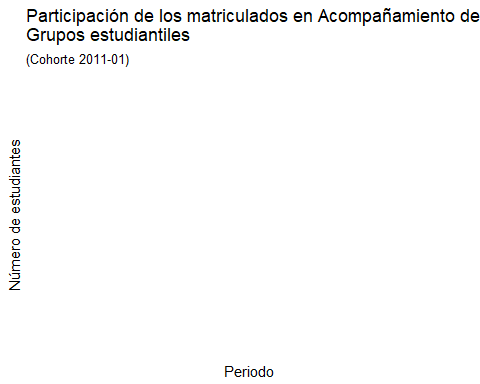 Participación de los matriculados en Acompañamiento de
Grupos estudiantiles
(Cohorte 2011-01)
Número de estudiantes
Periodo